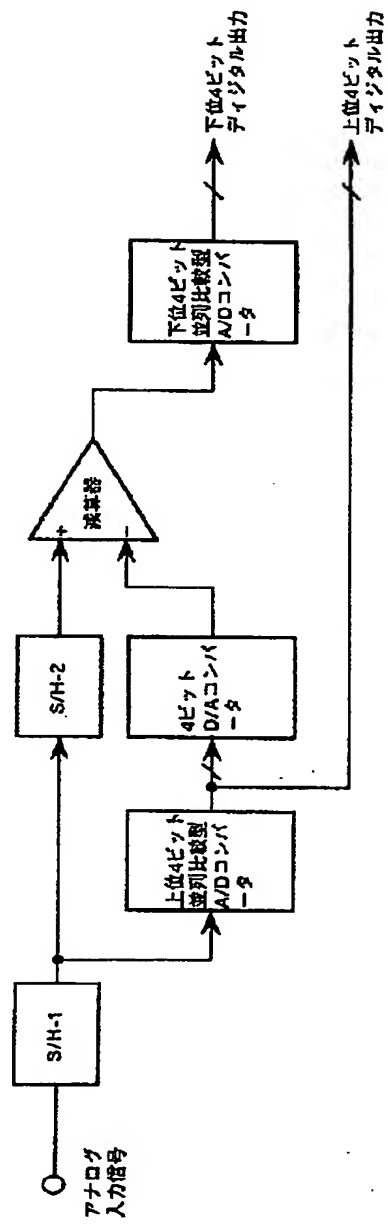 アナログ
入力信号
S/H-1
S/H-2
上位4ビット
並列比較型
A/Dコンバ
ータ
4ビット
D/Aコンバ
ータ
+
-
減算器
下位4ビット
並列比較型
A/Dコンバ
ータ
下位4ビット
ディジタル出力
上位4ビット
ディジタル出力